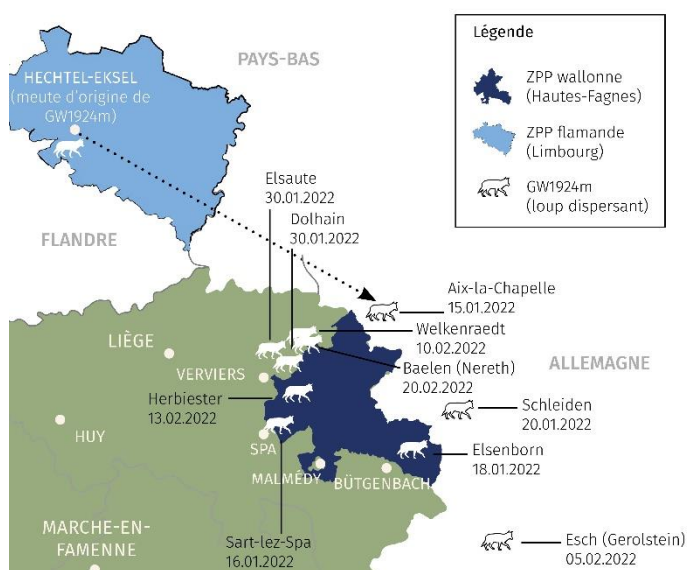 PAYS-BAS
HECHTEL-EKSEL
(meute d'origine de
GW1924m)
Légende
ZPP wallonne
(Hautes-Fagnes)
ZPP flamande
(Limbourg)
GW1924m
(loup dispersant)
Elsaute
30.01.2022
Dolhain
30.01.2022
FLANDRE
Aix-la-Chapelle
15.01.2022
Welkenraedt
10.02.2022
Baelen (Nereth)
20.02.2022
ALLEMAGNE
LIÈGE
VERVIERS
Herbiester
13.02.2022
Schleiden
20.01.2022
HUY
SPA
Elsenborn
18.01.2022
MALMÉDY
BÜTGENBACH
MARCHE-EN-
FAMENNE
Sart-lez-Spa
16.01.2022
Esch (Gerolstein)
05.02.2022